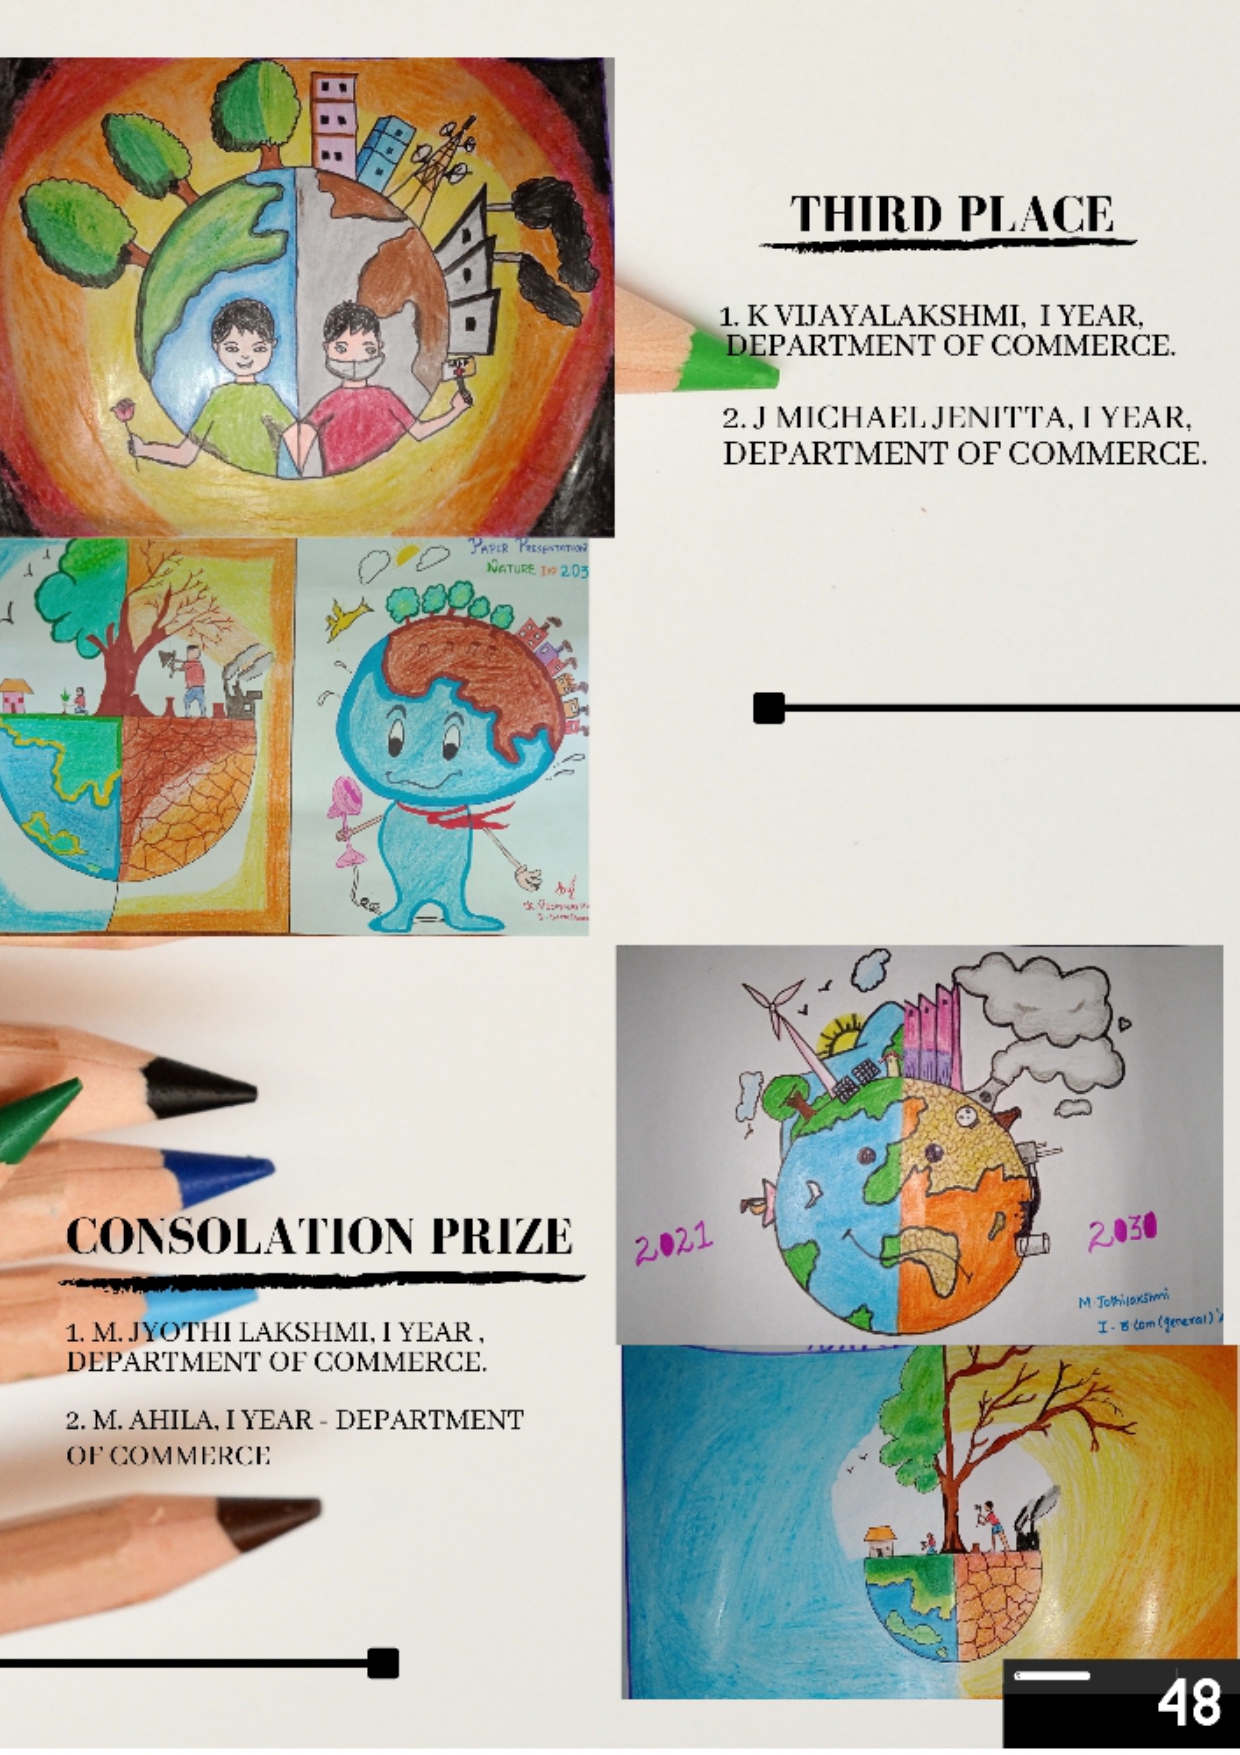 THIRD PLACE
1. K VIJAYALAKSHMI, I YEAR,
DEPARTMENT OF COMMERCE.
2. J MICHAEL JENITTA, I YEAR,
DEPARTMENT OF COMMERCE.
PAPER PRESENTATION
NATURE IN 203
2021
2030
M. Jothilakshmi
I - B com (general) 'A
CONSOLATION PRIZE
1. M. JYOTHI LAKSHMI, I YEAR ,
DEPARTMENT OF COMMERCE.
2. M. AHILA, I YEAR - DEPARTMENT
OF COMMERCE
48